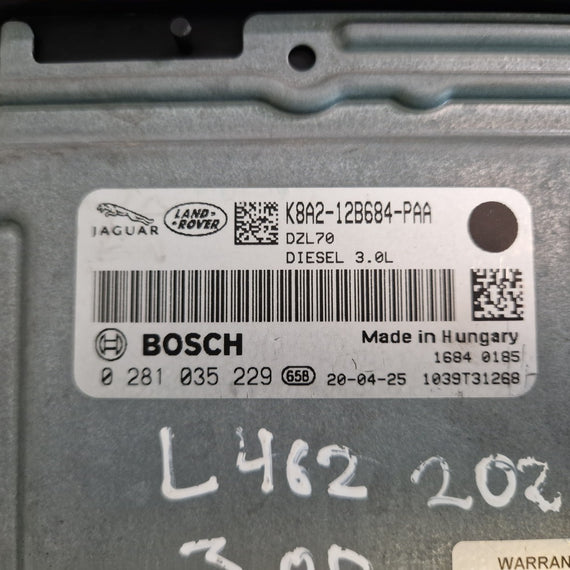 JAGUAR
LAND-
ROVER
K8A2-12B684-PAA
DZL70
DIESEL 3.0L
BOSCH
Made in Hungary
1684 0185
0 281 035 229 65B 20-04-25 1039T31268
L462 202
WARRAN